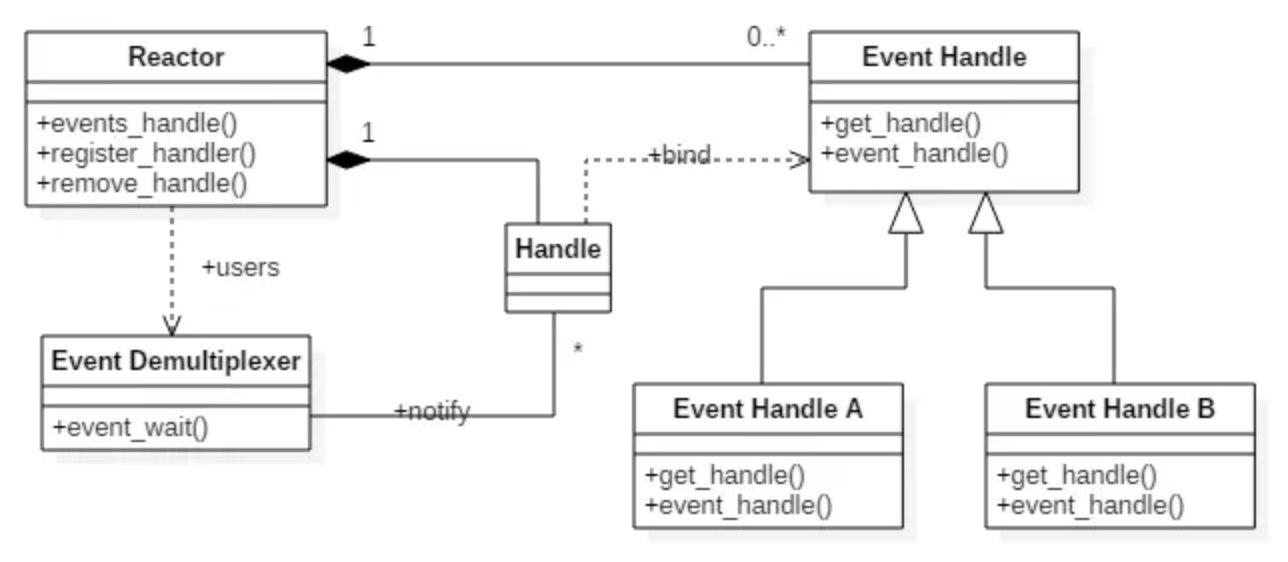 1
0..*
Reactor
Event Handle
+events_handle()
+register_handler()
+remove_handle()
+get_handle()
+event_handle()
1
+bind
Handle
+users
*
Event Demultiplexer
+event_wait()
+notify
Event Handle A
+get_handle()
+event_handle()
Event Handle B
+get_handle()
+event_handle()